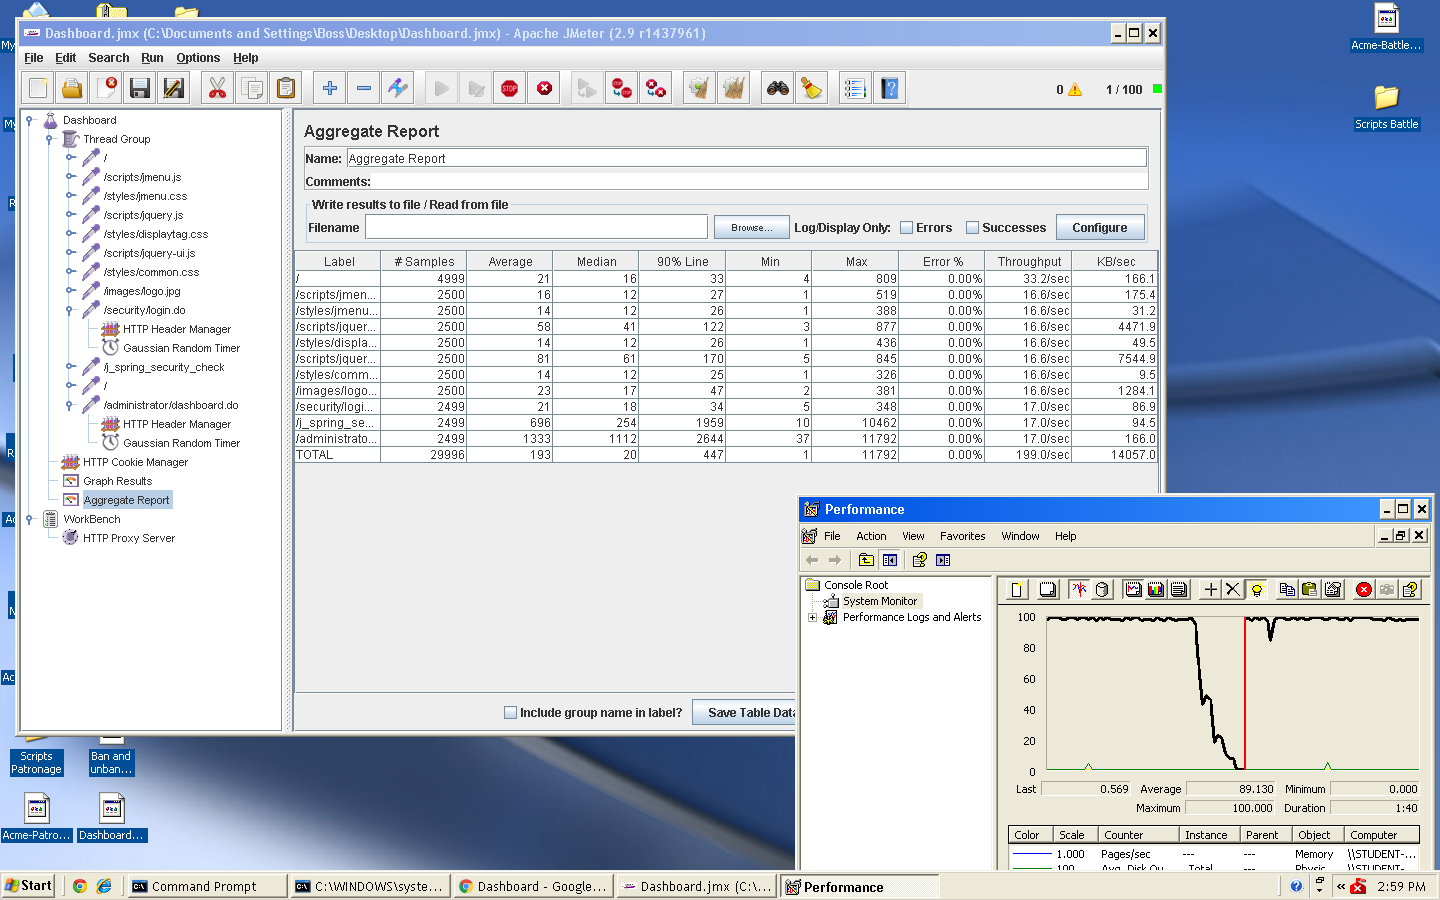 Dashboard.jmx (C:\Documents and Settings\Boss\Desktop\Dashboard.jmx) - Apache JMeter (2.9 r1437961)
File Edit Search Run Options Help
0 1 / 100
Dashboard
Thread Group
/
/scripts/jmenu.js
/styles/jmenu.css
/scripts/jquery.js
/styles/displaytag.css
/scripts/jquery-ui.js
/styles/common.css
/images/logo.jpg
/security/login.do
HTTP Header Manager
Gaussian Random Timer
/j_spring_security_check
/
/administrator/dashboard.do
HTTP Header Manager
Gaussian Random Timer
HTTP Cookie Manager
Graph Results
Aggregate Report
WorkBench
HTTP Proxy Server
Aggregate Report
Name: Aggregate Report
Comments:
Write results to file / Read from file
Filename Browse... Log/Display Only: Errors Successes Configure
Label # Samples Average Median 90% Line Min Max Error % Throughput KB/sec
/ 4999 21 16 33 4 809 0.00% 33.2/sec 166.1
/scripts/jmen... 2500 16 12 27 1 519 0.00% 16.6/sec 175.4
/styles/jmenu... 2500 14 12 26 1 388 0.00% 16.6/sec 31.2
/scripts/jquer... 2500 58 41 122 3 877 0.00% 16.6/sec 4471.9
/styles/displa... 2500 14 12 26 1 436 0.00% 16.6/sec 49.5
/scripts/jquer... 2500 81 61 170 5 845 0.00% 16.6/sec 7544.9
/styles/comm... 2500 14 12 25 1 326 0.00% 16.6/sec 9.5
/images/logo... 2500 23 17 47 2 381 0.00% 16.6/sec 1284.1
/security/logi... 2499 21 18 34 5 348 0.00% 17.0/sec 86.9
/j_spring_se... 2499 696 254 1959 10 10462 0.00% 17.0/sec 94.5
/administrato... 2499 1333 1112 2644 37 11792 0.00% 17.0/sec 166.0
TOTAL 29996 193 20 447 1 11792 0.00% 199.0/sec 14057.0
Include group name in label? Save Table Data
Acme-Battle...
Scripts Battle
Scripts
Patronage
Ban and
unban...
Acme-Patro...
Dashboard...
Performance
File Action View Favorites Window Help
Console Root
System Monitor
Performance Logs and Alerts
100
80
60
40
20
0
Last 0.569 Average 89.130 Minimum 0.000
Maximum 100.000 Duration 1:40
Color Scale Counter Instance Parent Object Computer
1.000 Pages/sec --- --- Memory \\STUDENT-...
100 Avg. Disk Qu... _Total --- Physic... \\STUDENT-...
Start Command Prompt C:\WINDOWS\syste... Dashboard - Google... Dashboard.jmx (C:\... Performance 2:59 PM